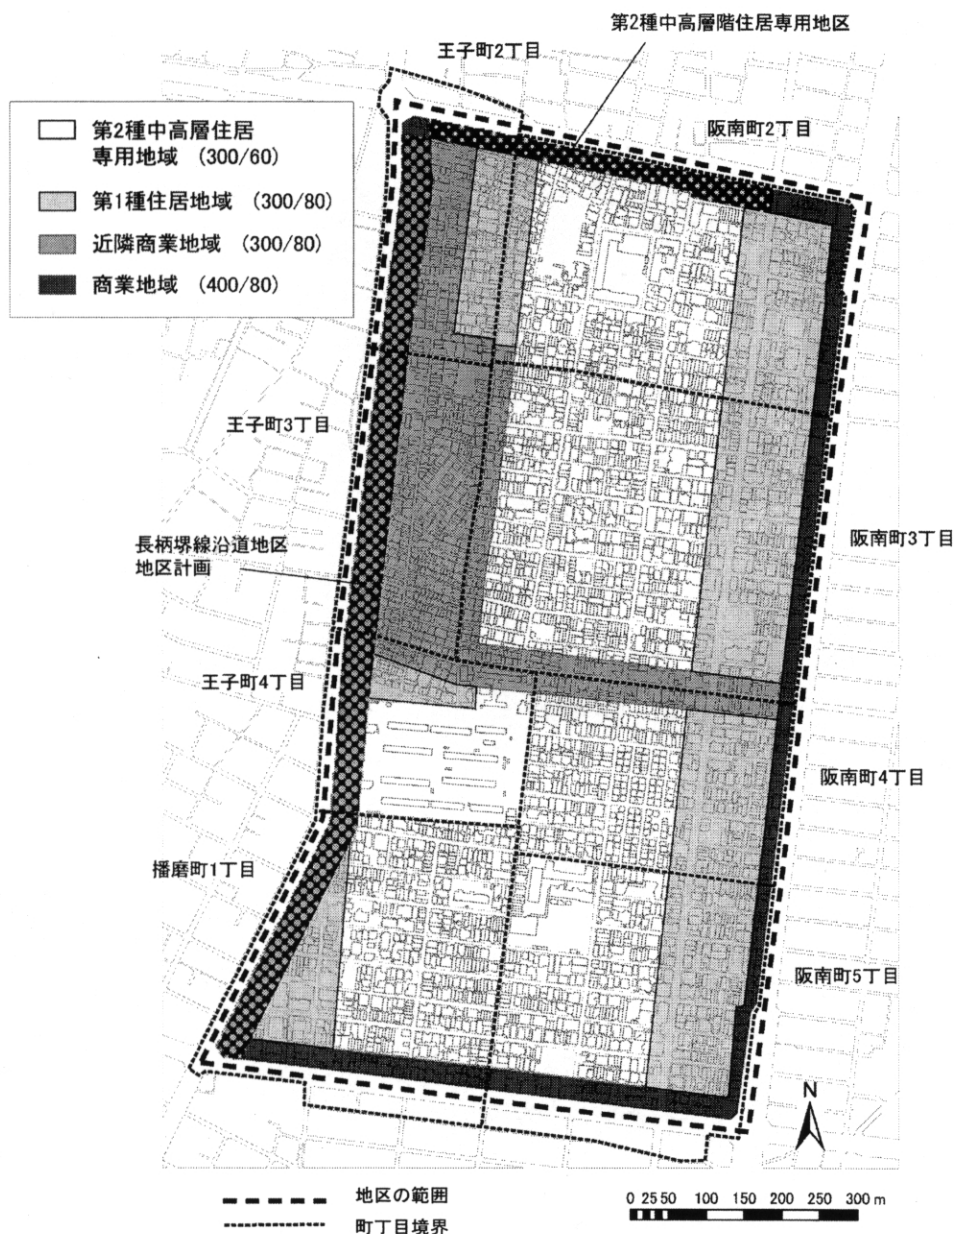 第2種中高層階住居専用地区
王子町2丁目
阪南町2丁目
第2種中高層住居
専用地域 (300/60)
第1種住居地域 (300/80)
近隣商業地域 (300/80)
商業地域 (400/80)
王子町3丁目
長柄堺線沿道地区
地区計画
阪南町3丁目
王子町4丁目
阪南町4丁目
播磨町1丁目
阪南町5丁目
N
地区の範囲
町丁目境界
0 25 50 100 150 200 250 300 m